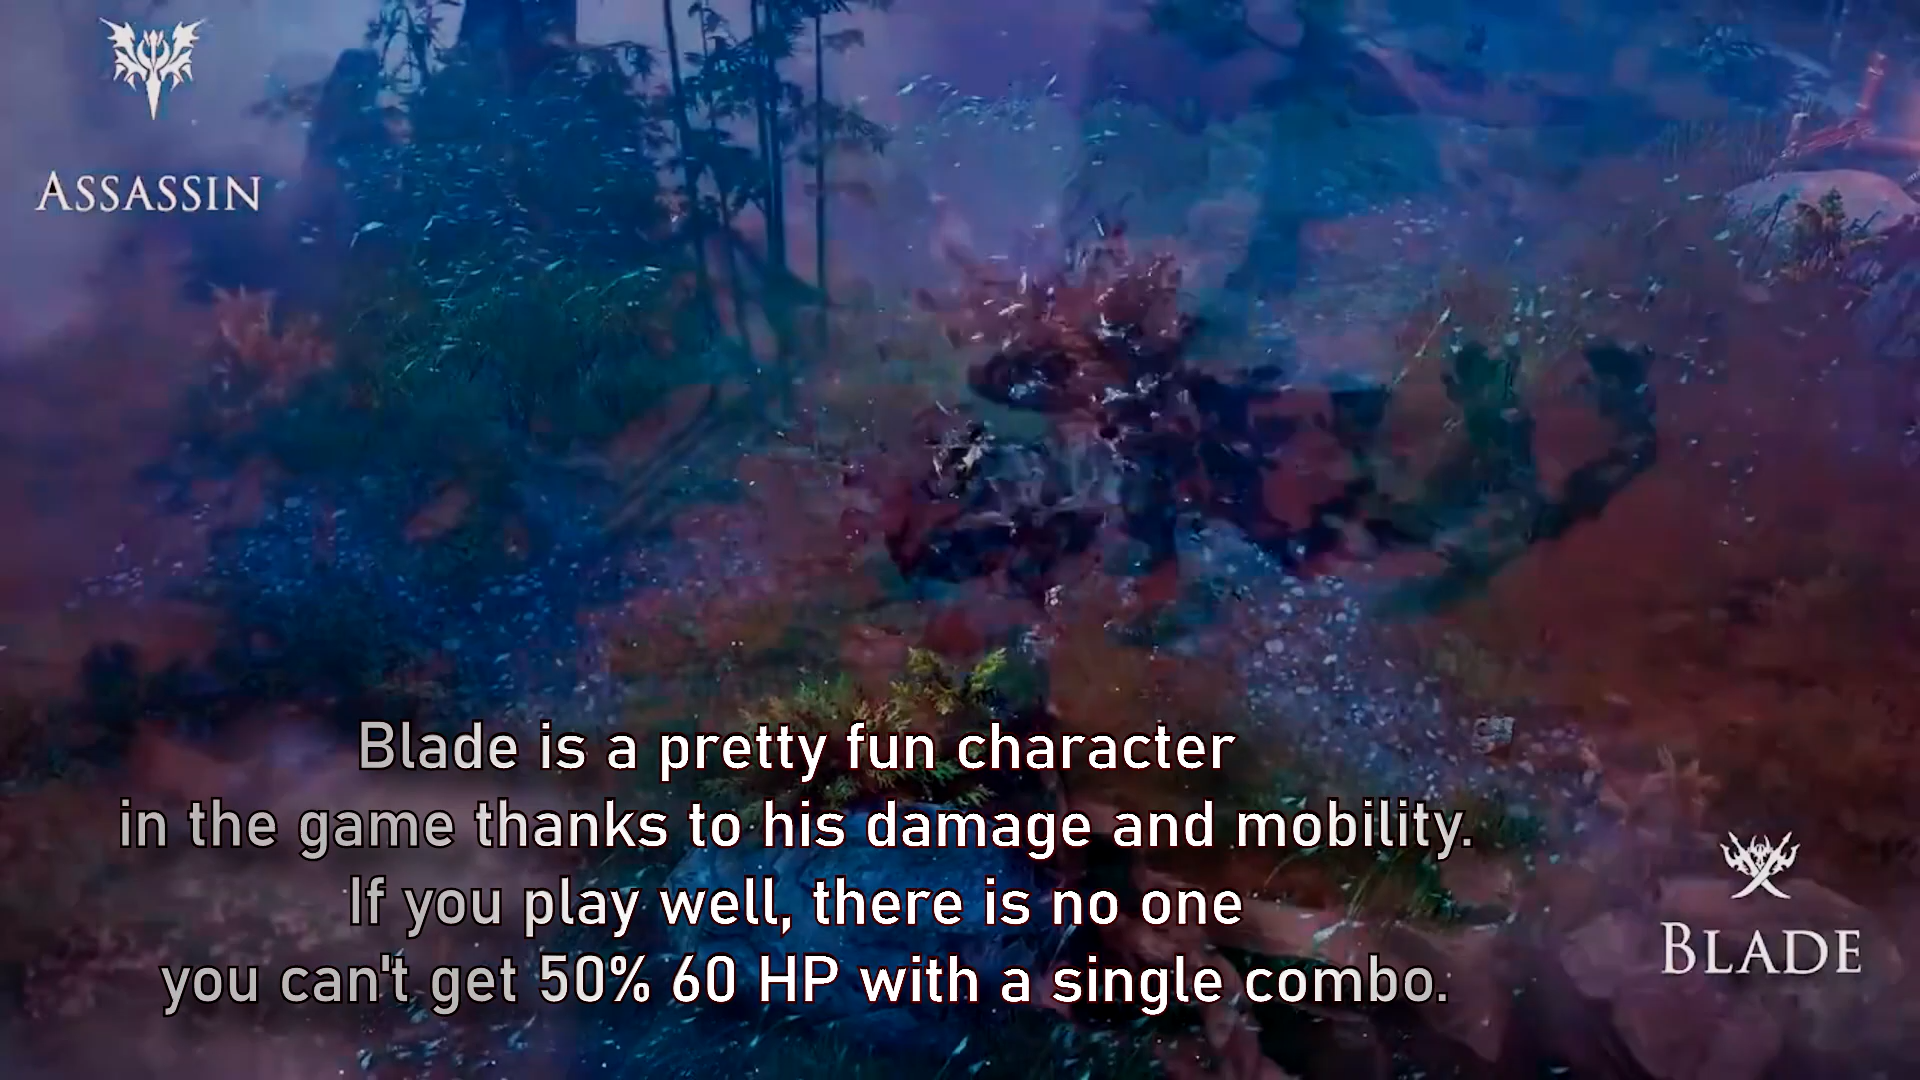 ASSASSIN
Blade is a pretty fun character
in the game thanks to his damage and mobility.
If you play well, there is no one
you can't get 50% 60 HP with a single combo.
BLADE